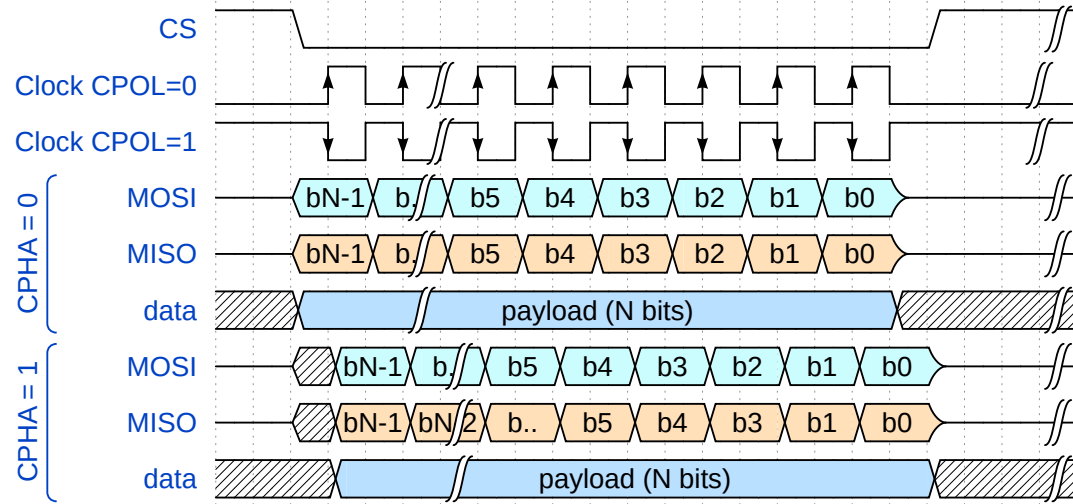 CS
Clock CPOL=0
Clock CPOL=1
CPHA = 0
MOSI bN-1 b. b5 b4 b3 b2 b1 b0
MISO bN-1 b. b5 b4 b3 b2 b1 b0
data payload (N bits)
CPHA = 1
MOSI bN-1 b. b5 b4 b3 b2 b1 b0
MISO bN-1 bN-2 b.. b5 b4 b3 b1 b0
data payload (N bits)